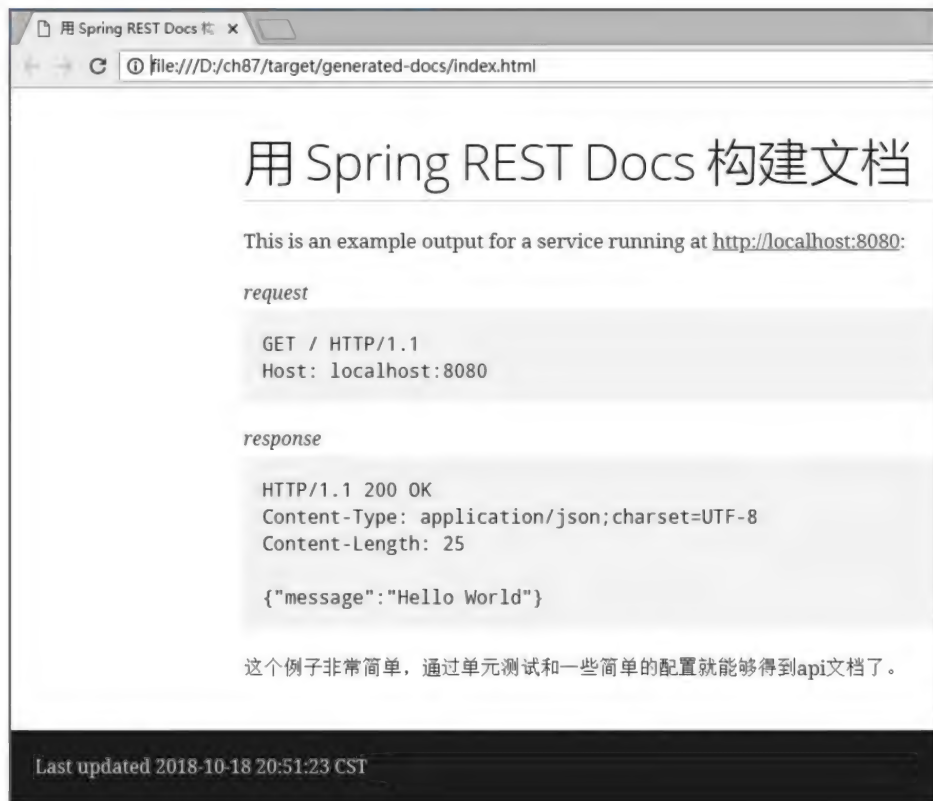 用 Spring REST Docs 构
file:///D:/ch87/target/generated-docs/index.html
用 Spring REST Docs 构建文档
This is an example output for a service running at http://localhost:8080:
request
GET / HTTP/1.1
Host: localhost:8080
response
HTTP/1.1 200 OK
Content-Type: application/json;charset=UTF-8
Content-Length: 25
{"message":"Hello World"}
这个例子非常简单，通过单元测试和一些简单的配置就能够得到api文档了。
Last updated 2018-10-18 20:51:23 CST